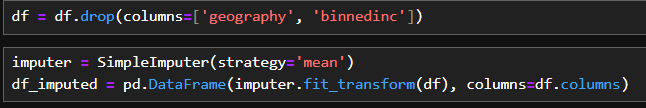 df = df.drop(columns=['geography', 'binnedinc'])
imputer = SimpleImputer(strategy='mean')
df_imputed = pd.DataFrame(imputer.fit_transform(df), columns=df.columns)